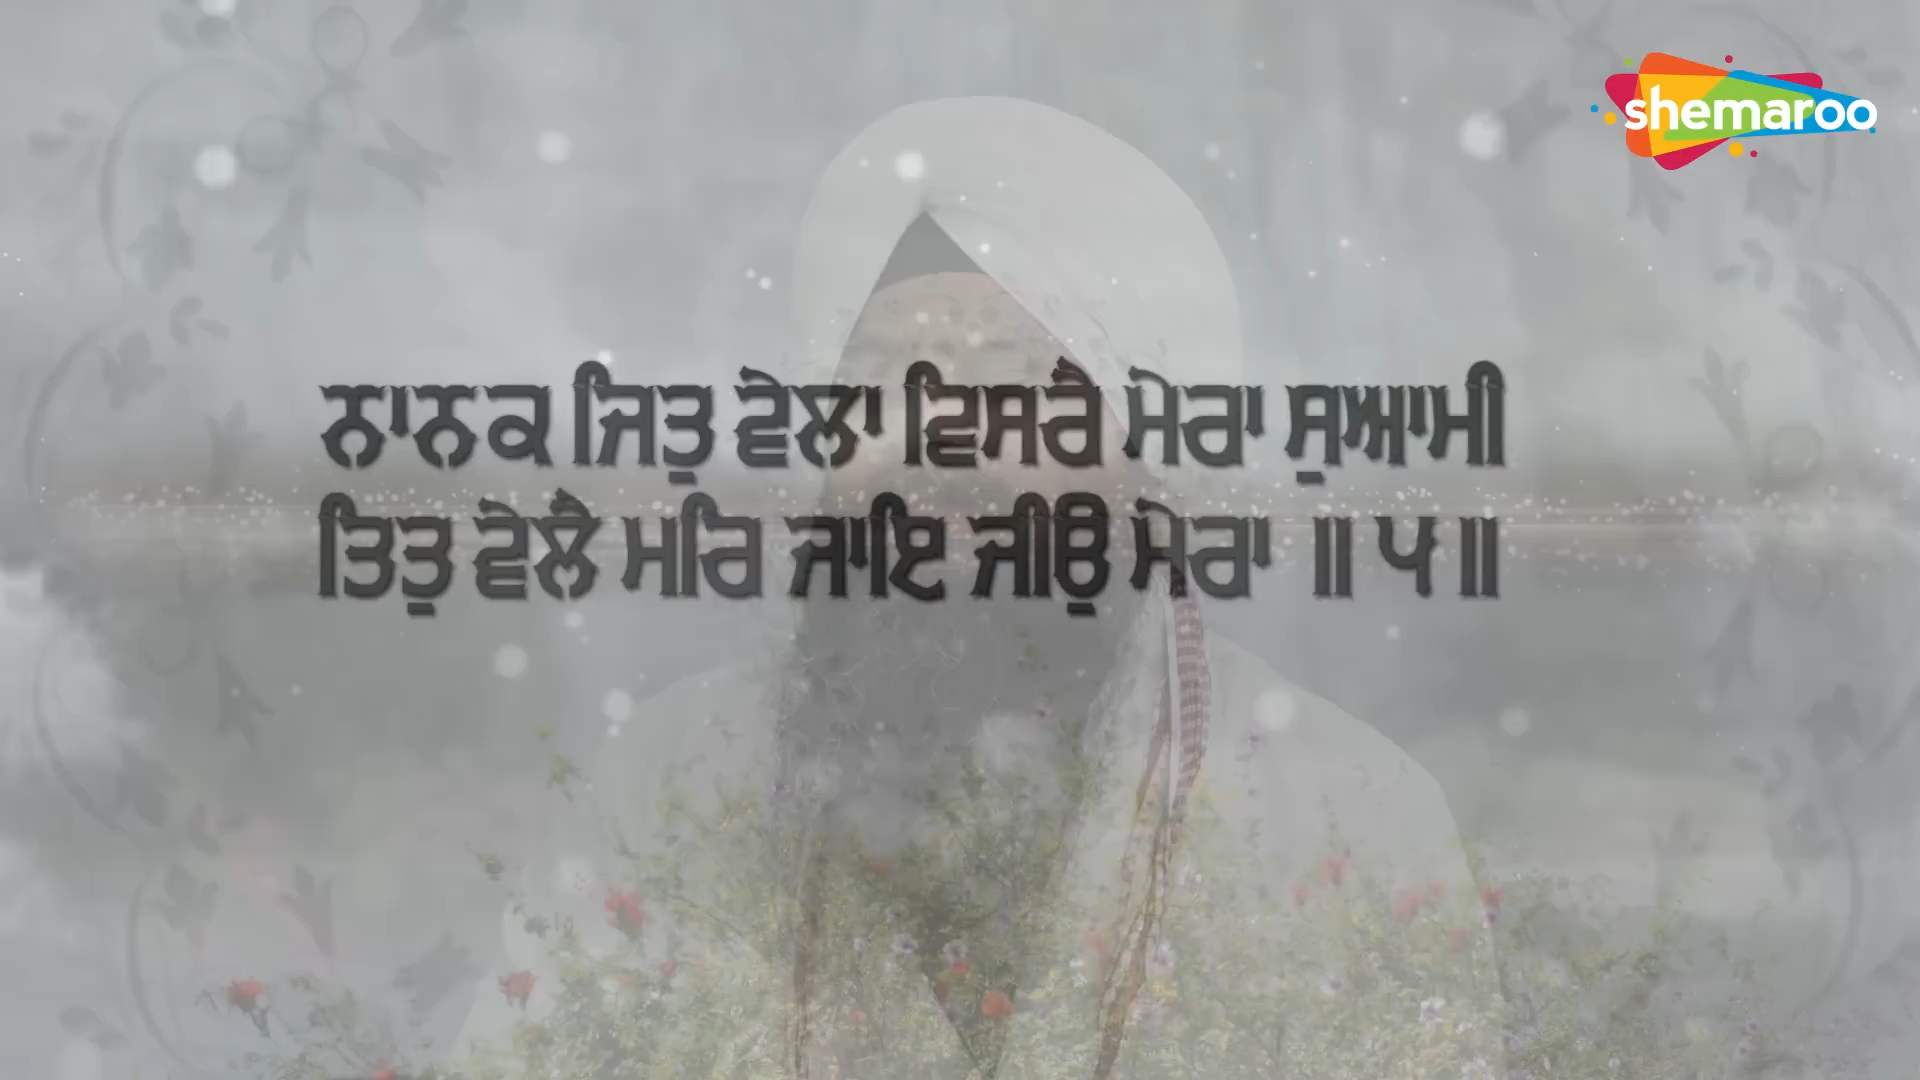 shemaroo
ਨਾਨਕ ਜਿਤੁ ਵੇਲਾ ਵਿਸਰੈ ਮੇਰਾ ਸੁਆਮੀ
ਤਿਤੁ ਵੇਲੈ ਮਰਿ ਜਾਇ ਜੀਉ ਮੇਰਾ ॥ ੫ ॥